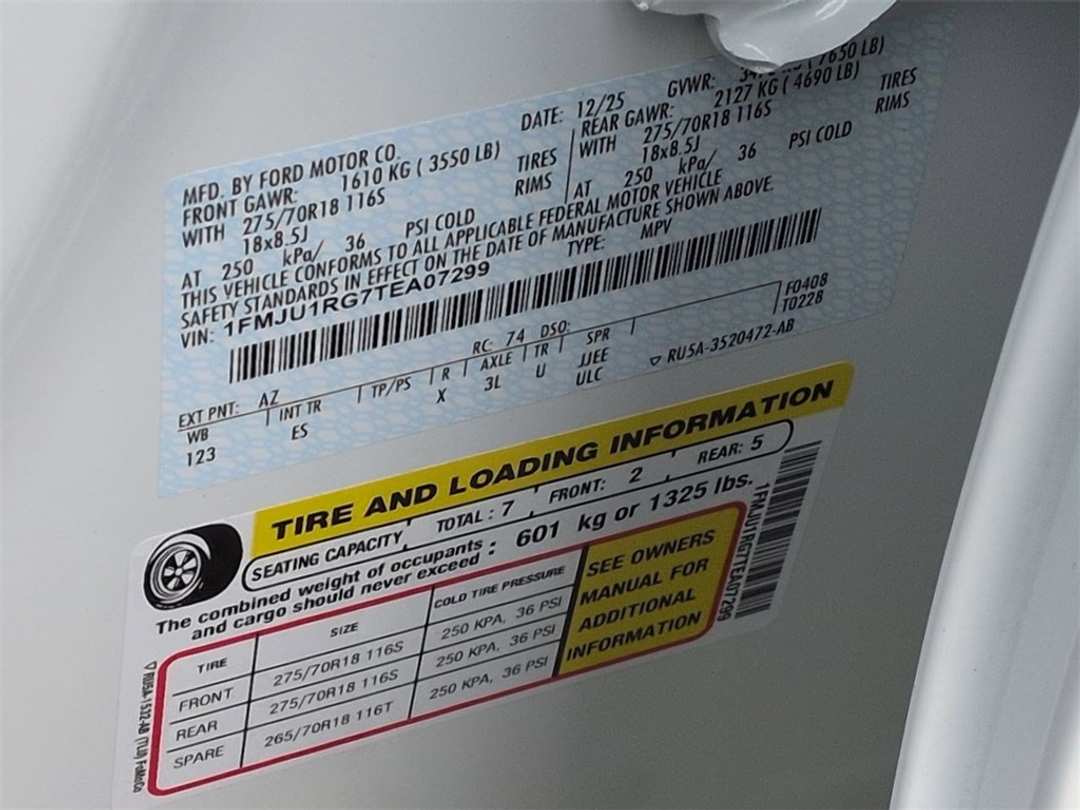 MFD. BY FORD MOTOR CO.
DATE: 12/25 GVWR: (7650 LB)
FRONT GAWR: 1610 KG ( 3550 LB)
REAR GAWR: 2127 KG ( 4690 LB)
WITH 275/70R18 116S TIRES
WITH 275/70R18 116S TIRES
18x8.5J RIMS
18x8.5J RIMS
AT 250 kPa/ 36 PSI COLD
AT 250 kPa/ 36 PSI COLD
THIS VEHICLE CONFORMS TO ALL APPLICABLE FEDERAL MOTOR VEHICLE
SAFETY STANDARDS IN EFFECT ON THE DATE OF MANUFACTURE SHOWN ABOVE.
VIN: 1FMJU1RG7TEA07299 TYPE: MPV
F0408
T0228
EXT PNT: AZ RC: 74 DSO:
WB INT TR TP/PS R AXLE TR SPR
123 ES X 3L U JJEE
ULC
▽ RU5A-3520472-AB
TIRE AND LOADING INFORMATION
SEATING CAPACITY TOTAL : 7 FRONT: 2 REAR: 5
The combined weight of occupants and cargo should never exceed : 601 kg or 1325 lbs.
TIRE SIZE COLD TIRE PRESSURE
FRONT 275/70R18 116S 250 KPA, 36 PSI
REAR 275/70R18 116S 250 KPA, 36 PSI
SPARE 265/70R18 116T 250 KPA, 36 PSI
SEE OWNERS
MANUAL FOR
ADDITIONAL
INFORMATION
1FMJU1RG7TEA07299
▽RU5A-1532-AB (TLU) FoMoCo